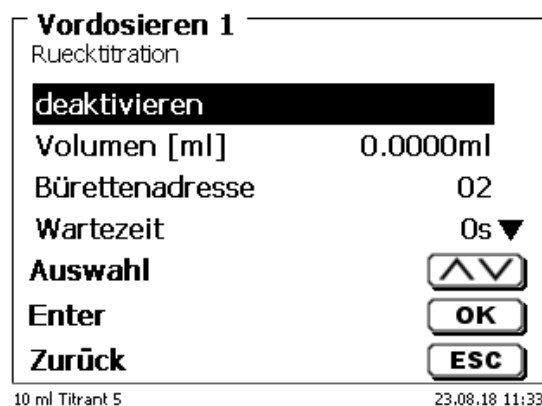 Vordosieren 1
Ruecktitration
deaktivieren
Volumen [ml] 0.0000ml
Bürettenadresse 02
Wartezeit 0s
Auswahl
Enter OK
Zurück ESC
10 ml Titrant 5 23.08.18 11:33